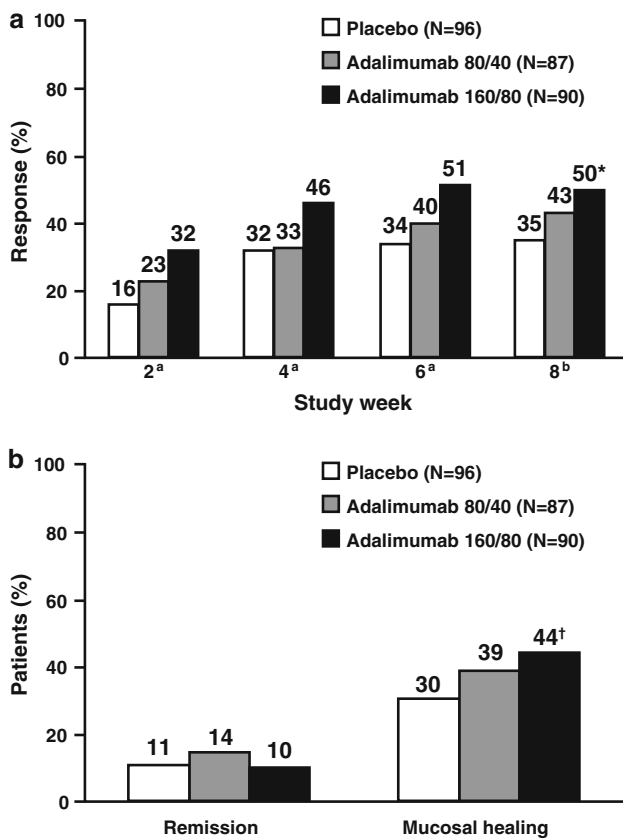 a
100
80
60
40
20
0
Response (%)
Placebo (N=96)
Adalimumab 80/40 (N=87)
Adalimumab 160/80 (N=90)
16 23 32
32 33 46
34 40 51
35 43 50*
2ᵃ 4ᵃ 6ᵃ 8ᵇ
Study week
b
100
80
60
40
20
0
Patients (%)
Placebo (N=96)
Adalimumab 80/40 (N=87)
Adalimumab 160/80 (N=90)
11 14 10
30 39 44†
Remission Mucosal healing